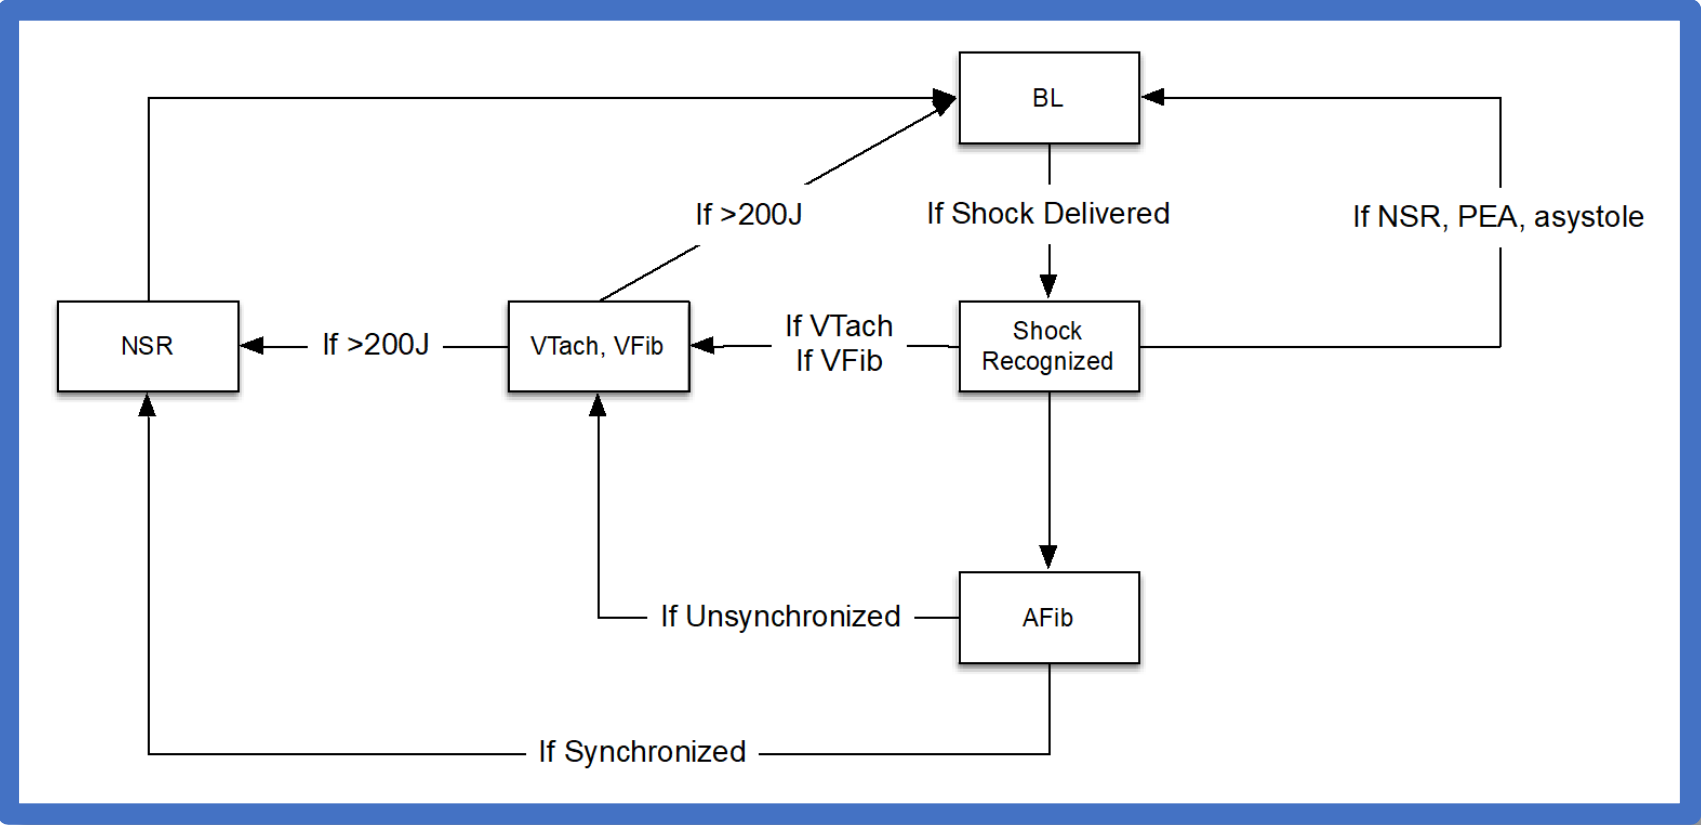 BL
If >200J
If Shock Delivered
If NSR, PEA, asystole
NSR
If >200J
VTach, VFib
If VTach
If VFib
Shock
Recognized
If Unsynchronized
AFib
If Synchronized